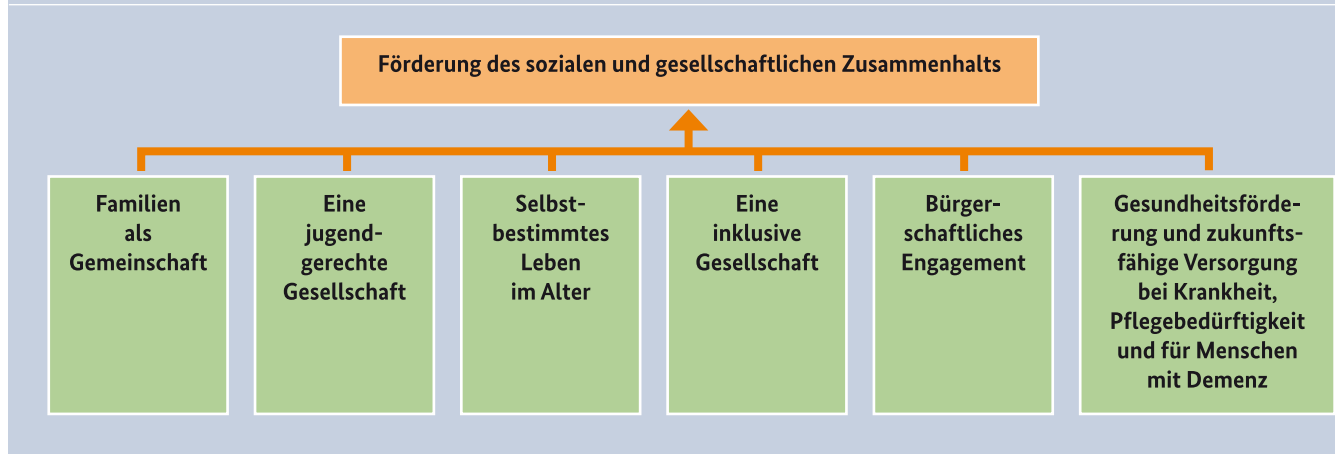 Förderung des sozialen und gesellschaftlichen Zusammenhalts
Familien
als
Gemeinschaft
Eine
jugend-
gerechte
Gesellschaft
Selbst-
bestimmtes
Leben
im Alter
Eine
inklusive
Gesellschaft
Bürger-
schaftliches
Engagement
Gesundheitsförde-
rung und zukunfts-
fähige Versorgung
bei Krankheit,
Pflegebedürftigkeit
und für Menschen
mit Demenz